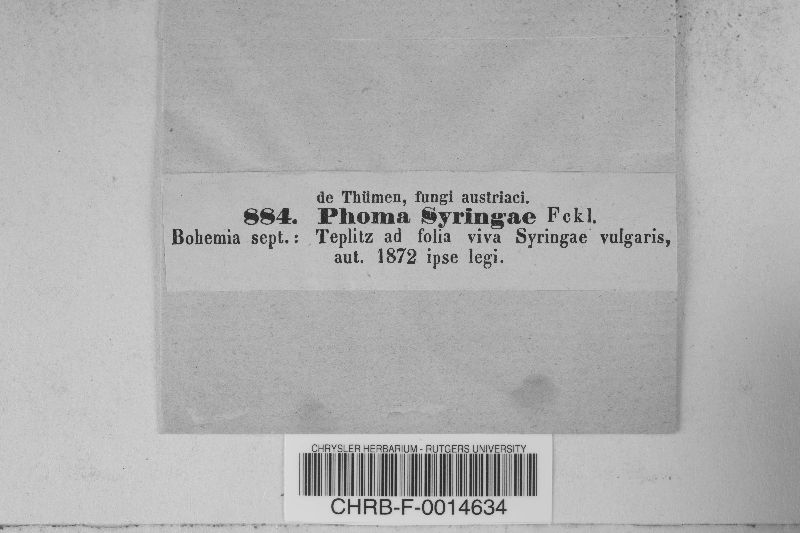 de Thümen, fungi austriaci.
884. Phoma Syringae Fckl.
Bohemia sept.: Teplitz ad folia viva Syringae vulgaris,
aut. 1872 ipse legi.
CHRYSLER HERBARIUM - RUTGERS UNIVERSITY
CHRB-F-0014634